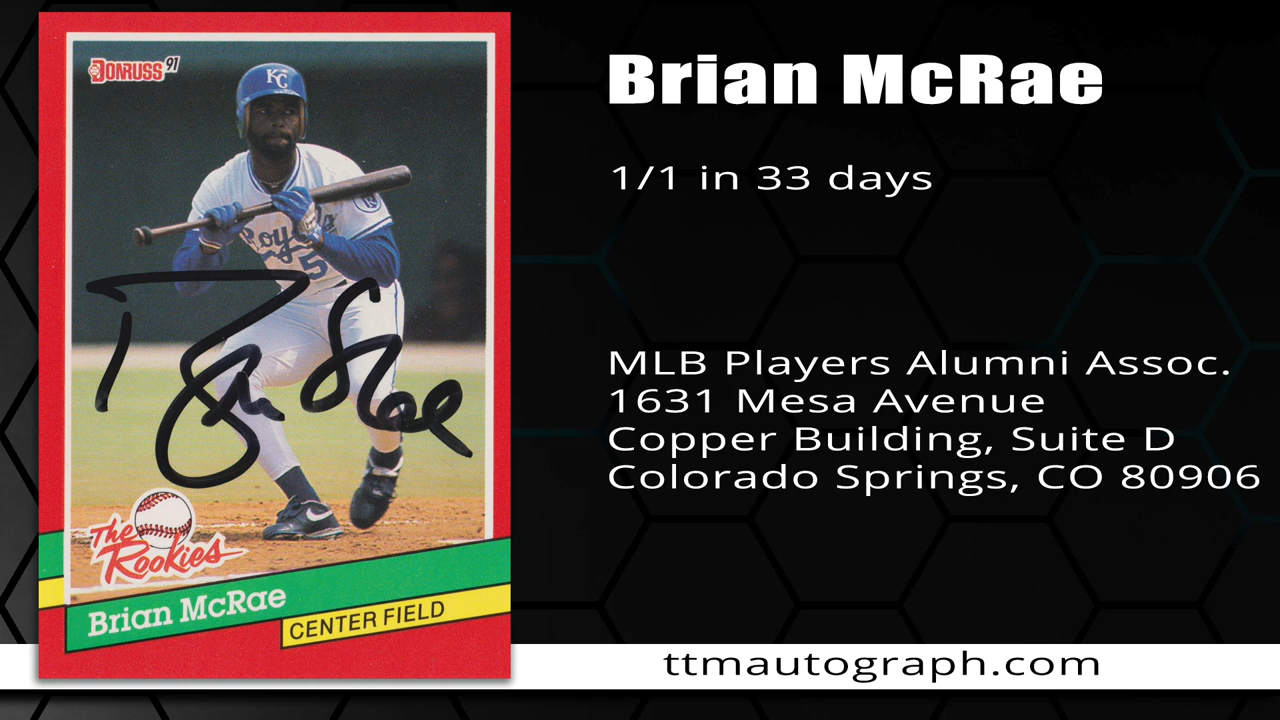 DONRUSS 91
KC
Royals
5
The
Rookies
Brian McRae
CENTER FIELD
Brian McRae
1/1 in 33 days
MLB Players Alumni Assoc.
1631 Mesa Avenue
Copper Building, Suite D
Colorado Springs, CO 80906
ttmautograph.com